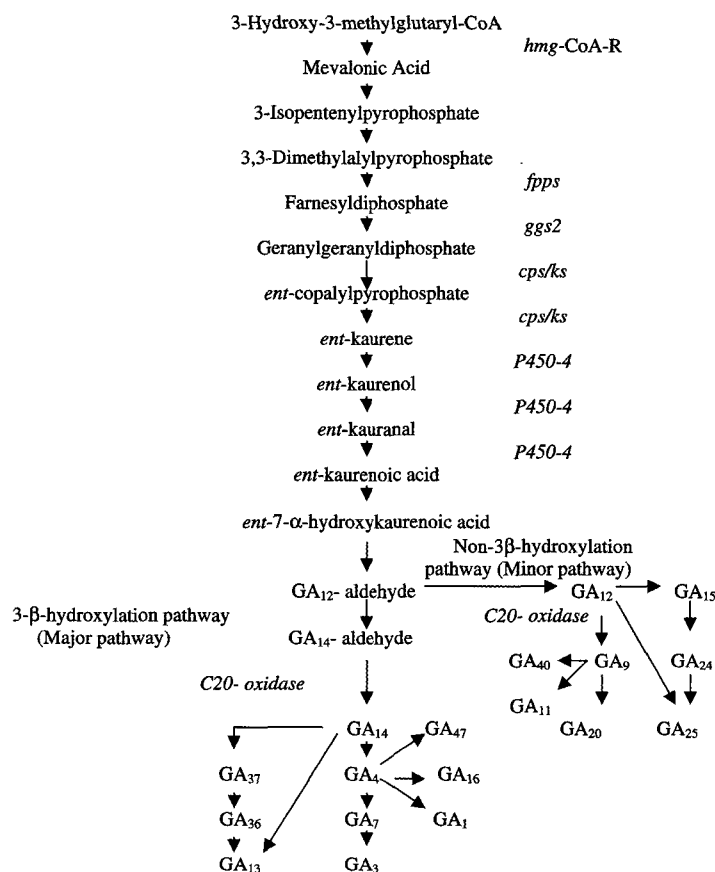 3-Hydroxy-3-methylglutaryl-CoA
hmg-CoA-R
Mevalonic Acid
3-Isopentenylpyrophosphate
3,3-Dimethylalylpyrophosphate
fpps
Farnesyldiphosphate
ggs2
Geranylgeranyldiphosphate
cps/ks
ent-copalylpyrophosphate
cps/ks
ent-kaurene
P450-4
ent-kaurenol
P450-4
ent-kauranal
P450-4
ent-kaurenoic acid
ent-7-α-hydroxykaurenoic acid
Non-3β-hydroxylation
pathway (Minor pathway)
GA12- aldehyde
GA12
GA15
3-β-hydroxylation pathway
(Major pathway)
C20- oxidase
GA14- aldehyde
GA40
GA9
GA24
C20- oxidase
GA11
GA20
GA25
GA14
GA47
GA37
GA4
GA16
GA36
GA7
GA1
GA13
GA3